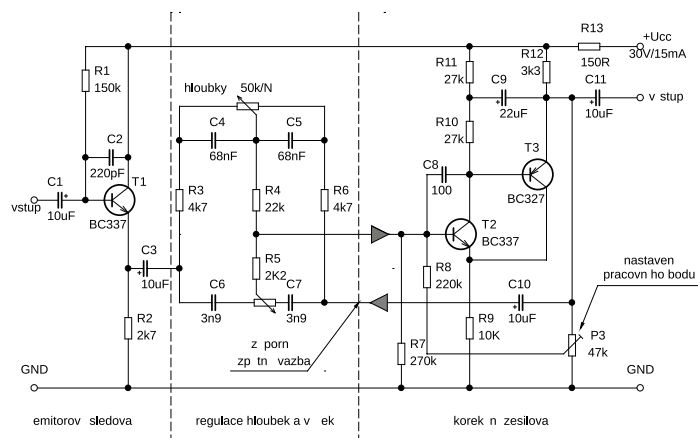 R13
+Ucc
R1
150k
hloubky
50k/N
R11
27k
R12
3k3
150R
30V/15mA
C4
C5
C9
C11
v stup
C2
68nF
68nF
22uF
10uF
R10
27k
T3
220pF
C8
C1
T1
R3
4k7
R4
22k
R6
4k7
100
BC327
vstup
10uF
BC337
T2
BC337
C3
R5
2K2
R8
220k
nastaven
pracovn ho bodu
10uF
C6
C7
C10
3n9
3n9
10uF
R2
2k7
R9
10K
P3
47k
z porn
zp tn vazba
R7
270k
GND
GND
emitorov sledova
regulace hloubek a v ek
korek n zesilova